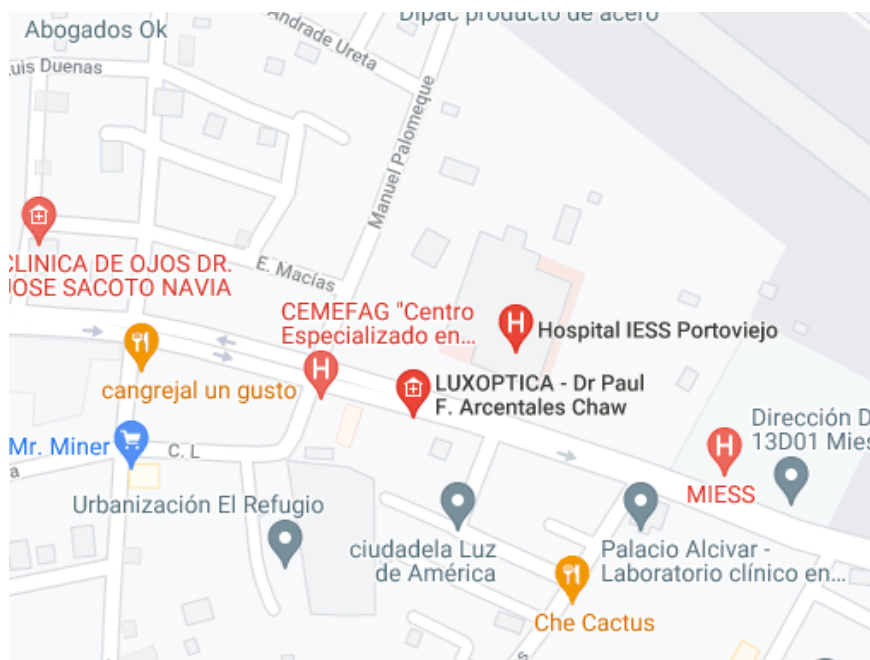 Dipac producto de acero
Abogados Ok
Andrade Ureta
Luis Duenas
Manuel Palomeque
E. Macías
CLINICA DE OJOS DR.
JOSE SACOTO NAVIA
CEMEFAG "Centro
Especializado en...
H
Hospital IESS Portoviejo
cangrejal un gusto
H
LUXOPTICA - Dr Paul
F. Arcentales Chaw
Dirección D
13D01 Mies
H
MIESS
Mr. Miner
C. L
Urbanización El Refugio
ciudadela Luz
de América
Palacio Alcivar -
Laboratorio clínico en...
Che Cactus